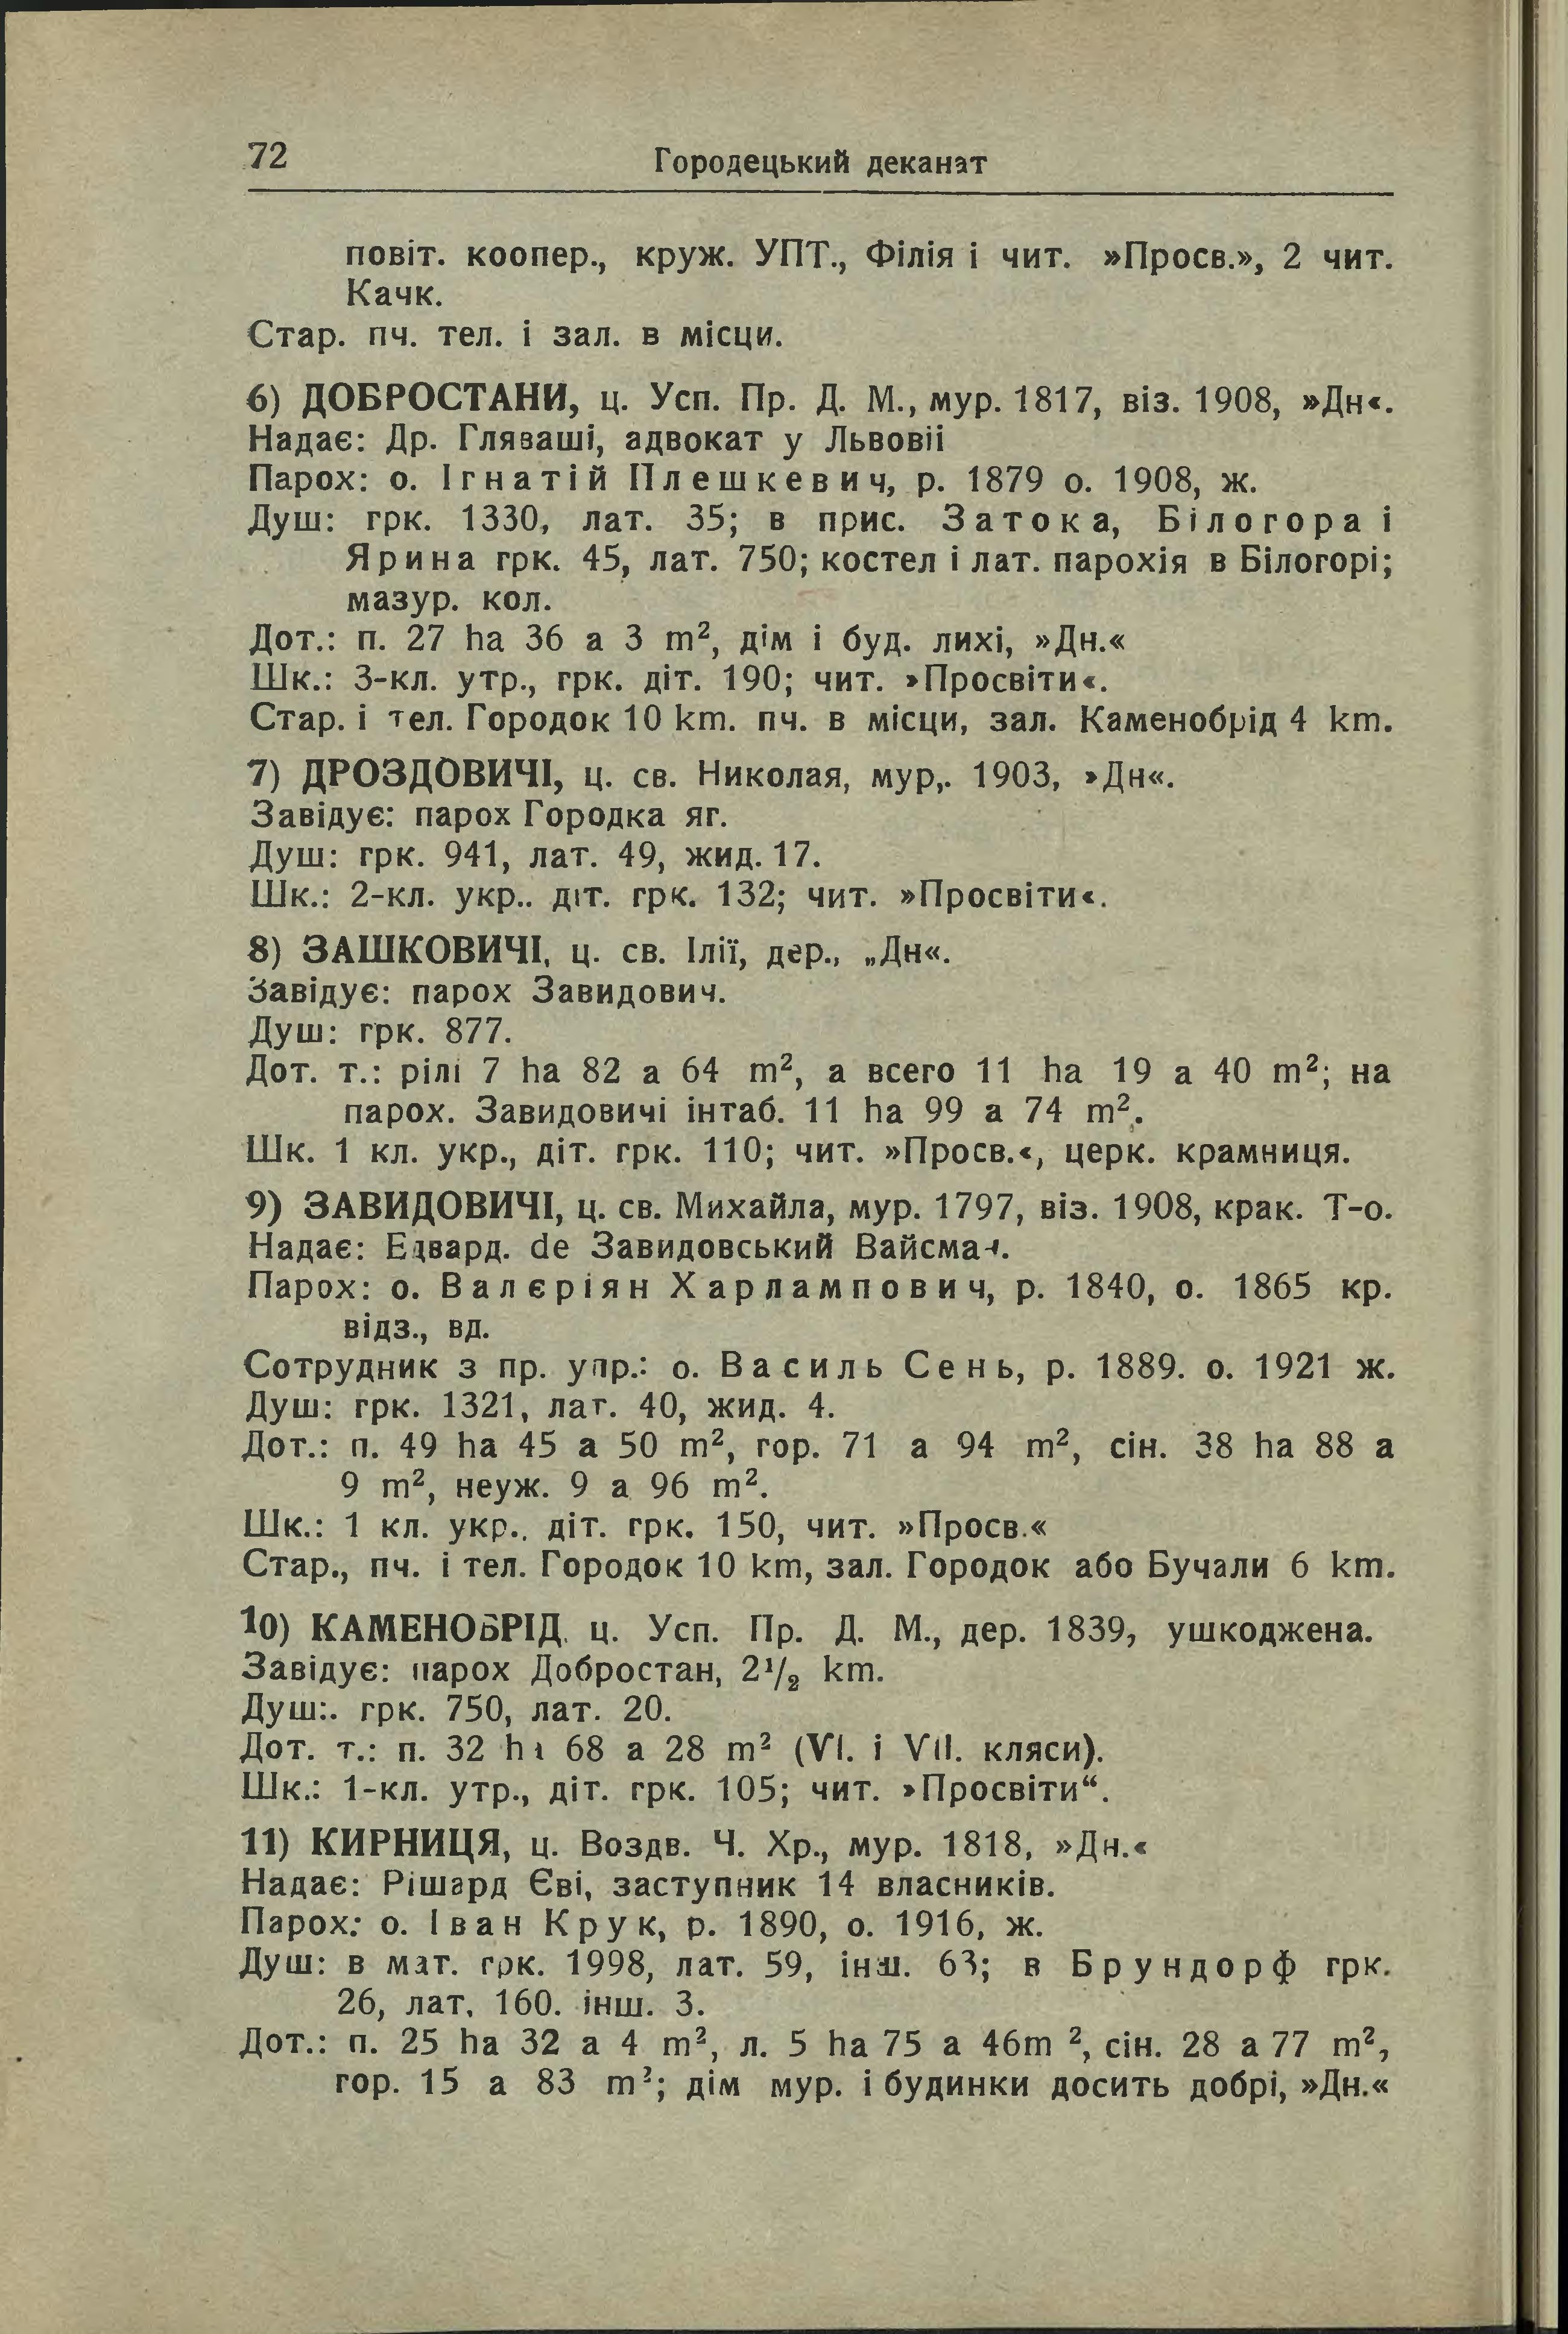 72
Городецький деканат
повіт. коопер., круж. УПТ., Філія і чит. »Просв.», 2 чит.
Качк.
Стар. пч. тел. і зал. в місци.
6) ДОБРОСТАНИ, ц. Усп. Пр. Д. М., мур. 1817, віз. 1908, »Дн«.
Надає: Др. Гляваші, адвокат у Львовіі
Парох: о. Ігнатій Плешкевич, р. 1879 о. 1908, ж.
Душ: грк. 1330, лат. 35; в прис. Затока, Білогора і
Ярина грк. 45, лат. 750; костел і лат. парохія в Білогорі;
мазур. кол.
Дот.: п. 27 ha 36 a 3 m², дім і буд. лихі, »Дн.«
Шк.: 3-кл. утр., грк. діт. 190; чит. »Просвіти«.
Стар. і тел. Городок 10 km. пч. в місци, зал. Каменобрід 4 km.
7) ДРОЗДОВИЧІ, ц. св. Николая, мур,. 1903, »Дн«.
Завідує: парох Городка яг.
Душ: грк. 941, лат. 49, жид. 17.
Шк.: 2-кл. укр.. діт. грк. 132; чит. »Просвіти«.
8) ЗАШКОВИЧІ, ц. св. Ілії, дер., „Дн«.
Завідує: парох Завидович.
Душ: грк. 877.
Дот. т.: рілі 7 ha 82 a 64 m², а всего 11 ha 19 a 40 m²; на
парох. Завидовичі інтаб. 11 ha 99 a 74 m².
Шк. 1 кл. укр., діт. грк. 110; чит. »Просв.«, церк. крамниця.
9) ЗАВИДОВИЧІ, ц. св. Михайла, мур. 1797, віз. 1908, крак. Т-о.
Надає: Едвард. de Завидовський Вайсман.
Парох: о. Валєріян Харлампович, р. 1840, о. 1865 кр.
відз., вд.
Сотрудник з пр. упр.: о. Василь Сень, р. 1889. о. 1921 ж.
Душ: грк. 1321, лат. 40, жид. 4.
Дот.: п. 49 ha 45 a 50 m², гор. 71 a 94 m², сін. 38 ha 88 a
9 m², неуж. 9 a 96 m².
Шк.: 1 кл. укр., діт. грк. 150, чит. »Просв.«
Стар., пч. і тел. Городок 10 km, зал. Городок або Бучали 6 km.
10) КАМЕНОБРІД, ц. Усп. Пр. Д. М., дер. 1839, ушкоджена.
Завідує: парох Добростан, 2½ km.
Душ:. грк. 750, лат. 20.
Дот. т.: п. 32 ha 68 a 28 m² (VI. і VII. кляси).
Шк.: 1-кл. утр., діт. грк. 105; чит. »Просвіти“.
11) КИРНИЦЯ, ц. Воздв. Ч. Хр., мур. 1818, »Дн.«
Надає: Рішард Єві, заступник 14 власників.
Парох: о. Іван Крук, р. 1890, о. 1916, ж.
Душ: в мат. грк. 1998, лат. 59, інш. 63; в Брундорф грк.
26, лат, 160. інш. 3.
Дот.: п. 25 ha 32 a 4 m², л. 5 ha 75 a 46m ², сін. 28 a 77 m²,
гор. 15 a 83 m²; дім мур. і будинки досить добрі, »Дн.«